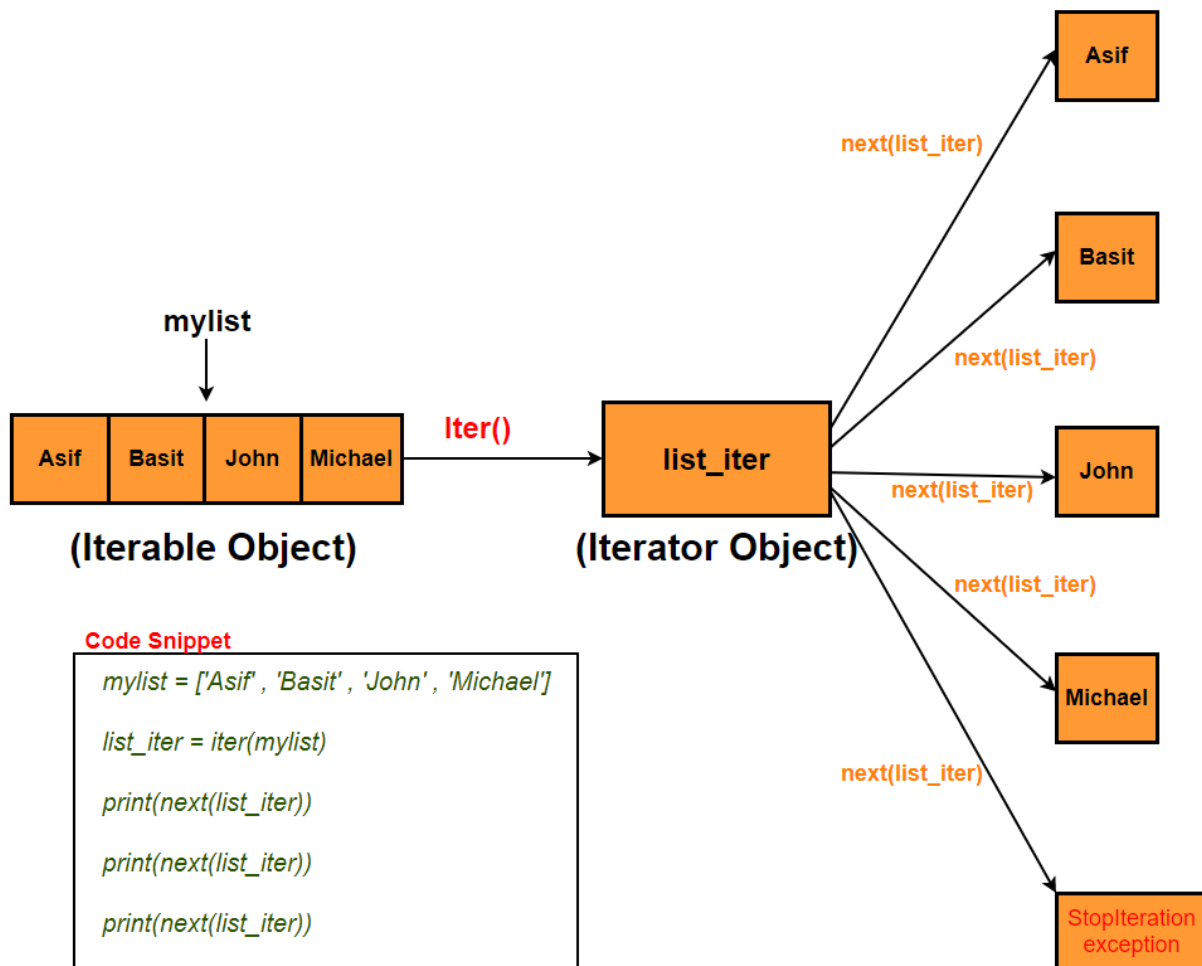 Asif
next(list_iter)
Basit
mylist
next(list_iter)
Iter()
Asif Basit John Michael
list_iter
John
next(list_iter)
(Iterable Object)
(Iterator Object)
next(list_iter)
Code Snippet
mylist = ['Asif' , 'Basit' , 'John' , 'Michael']
list_iter = iter(mylist)
print(next(list_iter))
print(next(list_iter))
print(next(list_iter))
Michael
next(list_iter)
StopIteration
exception